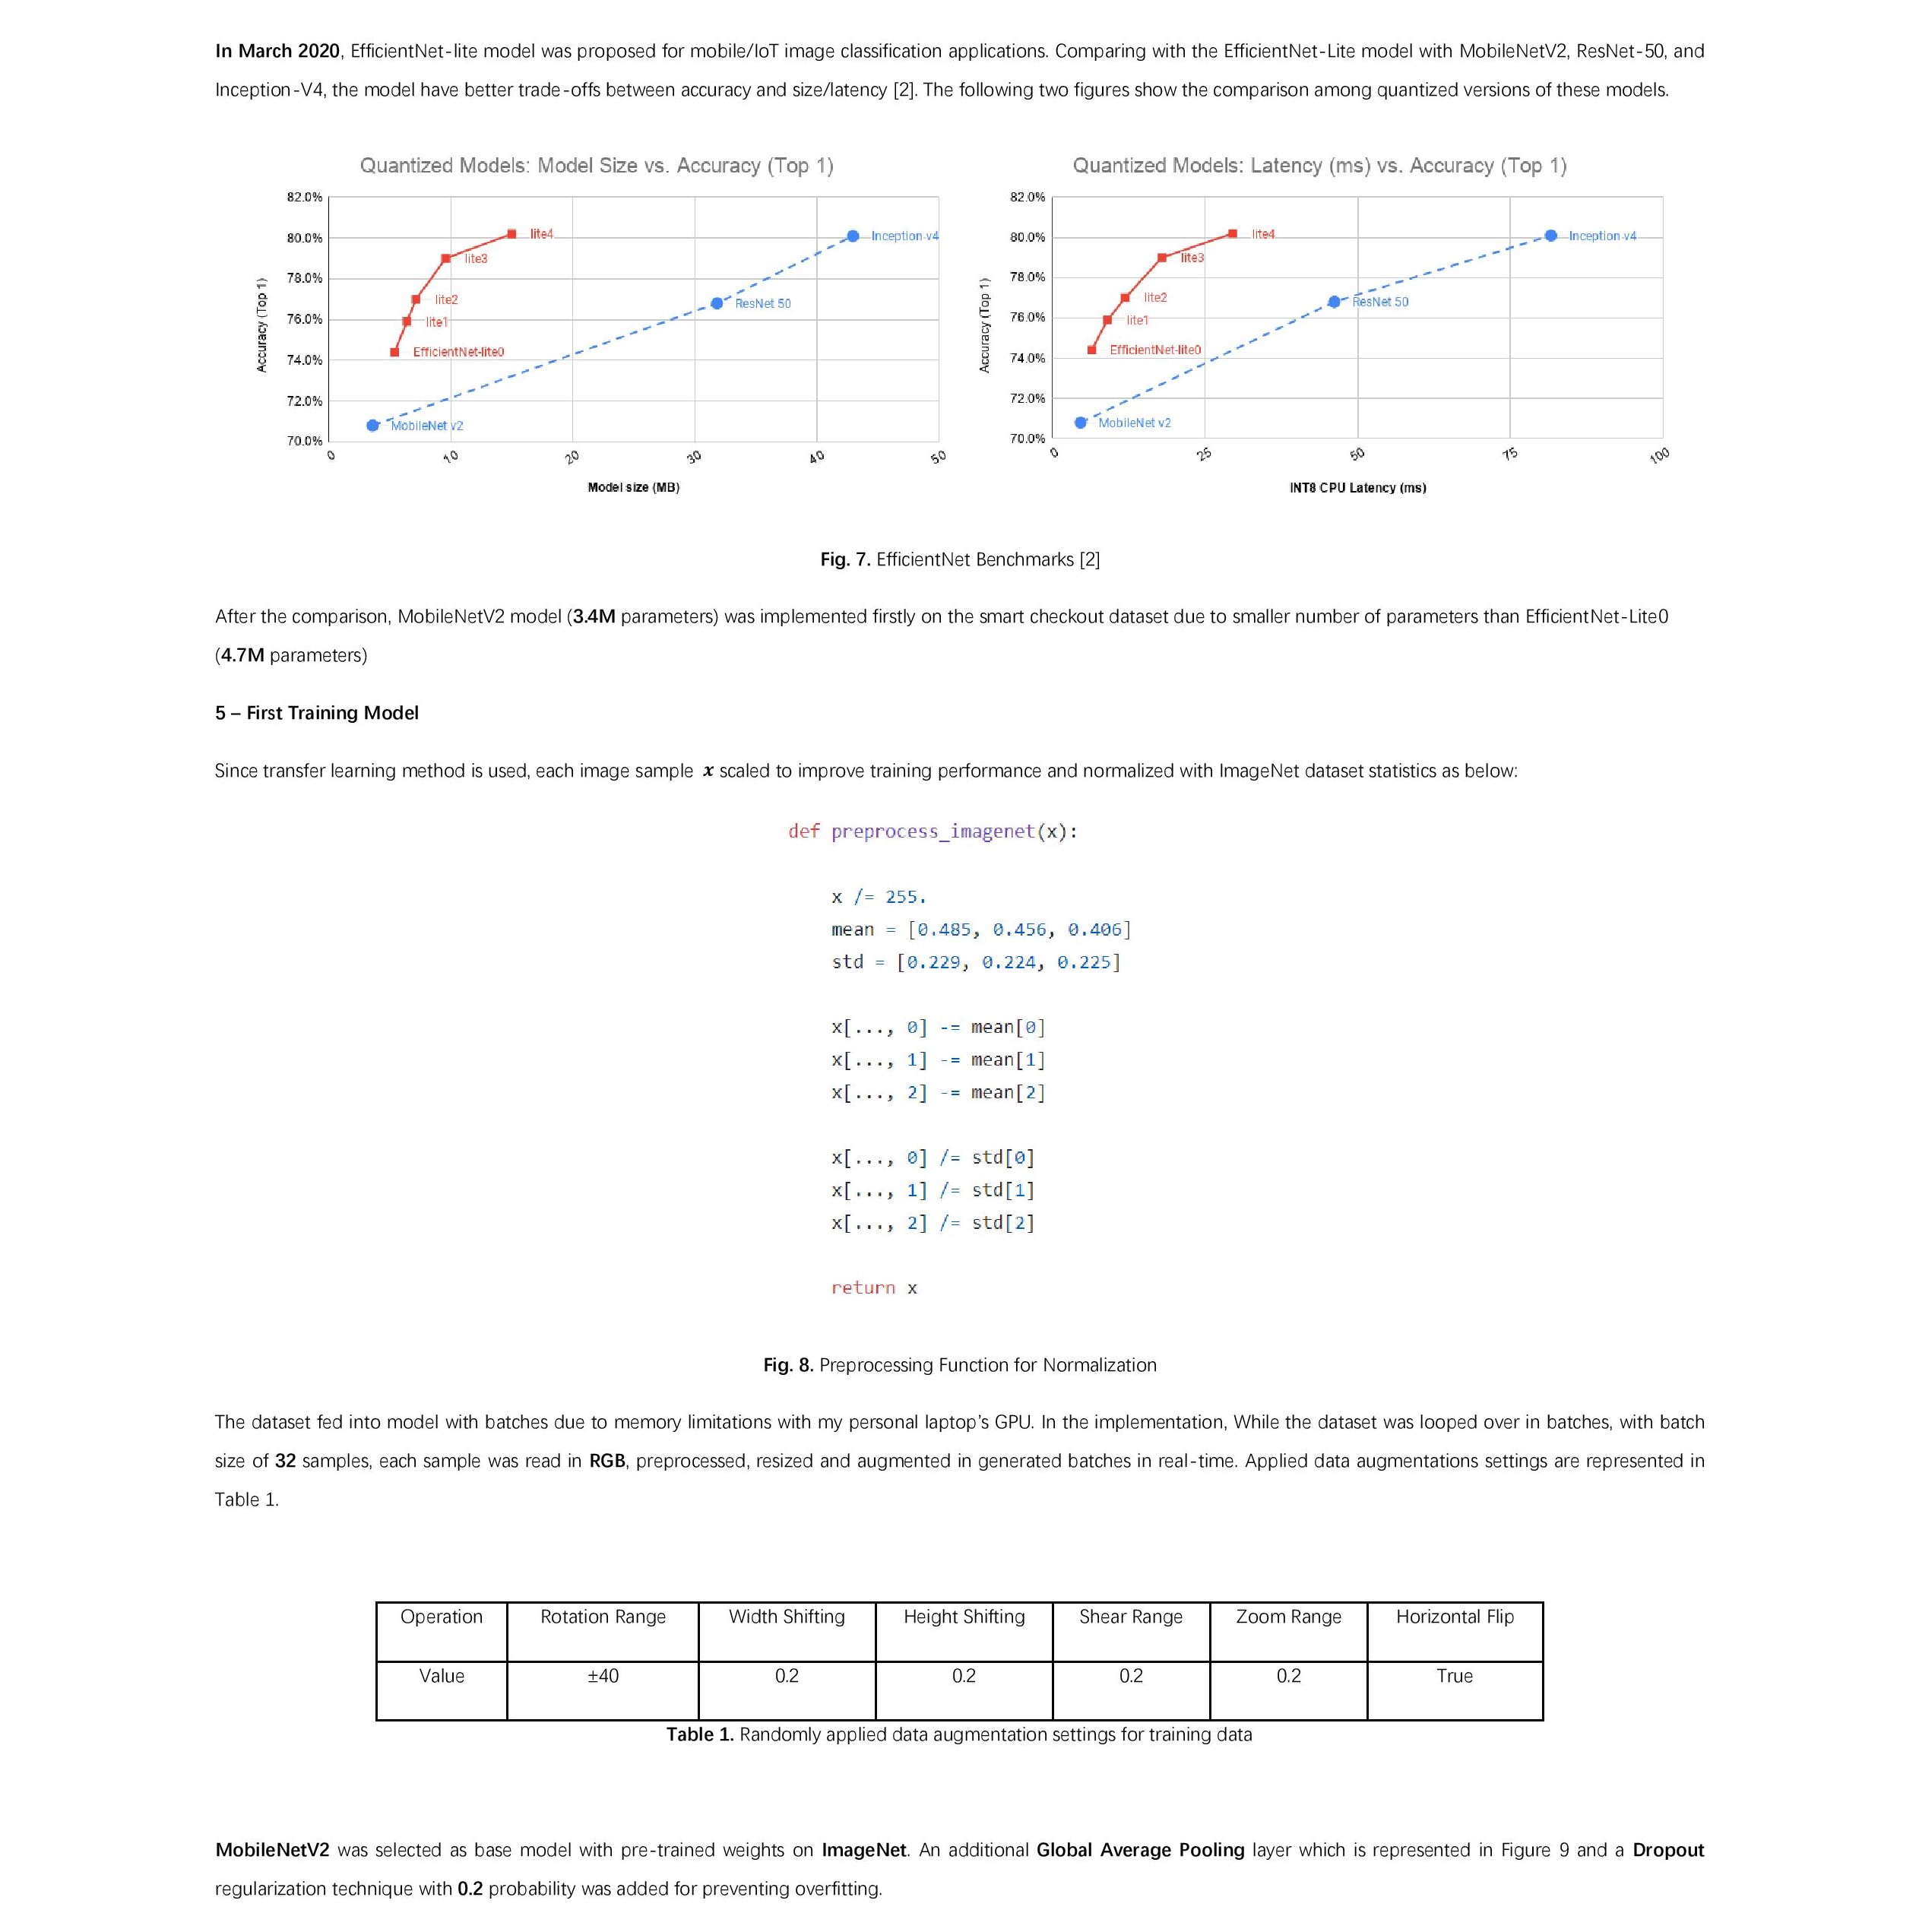 In March 2020, EfficientNet-lite model was proposed for mobile/IoT image classification applications. Comparing with the EfficientNet-Lite model with MobileNetV2, ResNet-50, and
Inception-V4, the model have better trade-offs between accuracy and size/latency [2]. The following two figures show the comparison among quantized versions of these models.
Quantized Models: Model Size vs. Accuracy (Top 1)
82.0%
80.0%
78.0%
76.0%
74.0%
72.0%
70.0%
Accuracy (Top 1)
lite4
lite3
lite2
lite1
EfficientNet-lite0
Inception-v4
ResNet 50
MobileNet v2
0 10 20 30 40 50
Model size (MB)
Quantized Models: Latency (ms) vs. Accuracy (Top 1)
82.0%
80.0%
78.0%
76.0%
74.0%
72.0%
70.0%
Accuracy (Top 1)
lite4
lite3
lite2
lite1
EfficientNet-lite0
Inception-v4
ResNet 50
MobileNet v2
0 25 50 75 100
INT8 CPU Latency (ms)
Fig. 7. EfficientNet Benchmarks [2]
After the comparison, MobileNetV2 model (3.4M parameters) was implemented firstly on the smart checkout dataset due to smaller number of parameters than EfficientNet-Lite0
(4.7M parameters)
5 – First Training Model
Since transfer learning method is used, each image sample x scaled to improve training performance and normalized with ImageNet dataset statistics as below:
def preprocess_imagenet(x):
x /= 255.
mean = [0.485, 0.456, 0.406]
std = [0.229, 0.224, 0.225]
x[..., 0] -= mean[0]
x[..., 1] -= mean[1]
x[..., 2] -= mean[2]
x[..., 0] /= std[0]
x[..., 1] /= std[1]
x[..., 2] /= std[2]
return x
Fig. 8. Preprocessing Function for Normalization
The dataset fed into model with batches due to memory limitations with my personal laptop's GPU. In the implementation, While the dataset was looped over in batches, with batch
size of 32 samples, each sample was read in RGB, preprocessed, resized and augmented in generated batches in real-time. Applied data augmentations settings are represented in
Table 1.
Operation Rotation Range Width Shifting Height Shifting Shear Range Zoom Range Horizontal Flip
Value ±40 0.2 0.2 0.2 0.2 True
Table 1. Randomly applied data augmentation settings for training data
MobileNetV2 was selected as base model with pre-trained weights on ImageNet. An additional Global Average Pooling layer which is represented in Figure 9 and a Dropout
regularization technique with 0.2 probability was added for preventing overfitting.